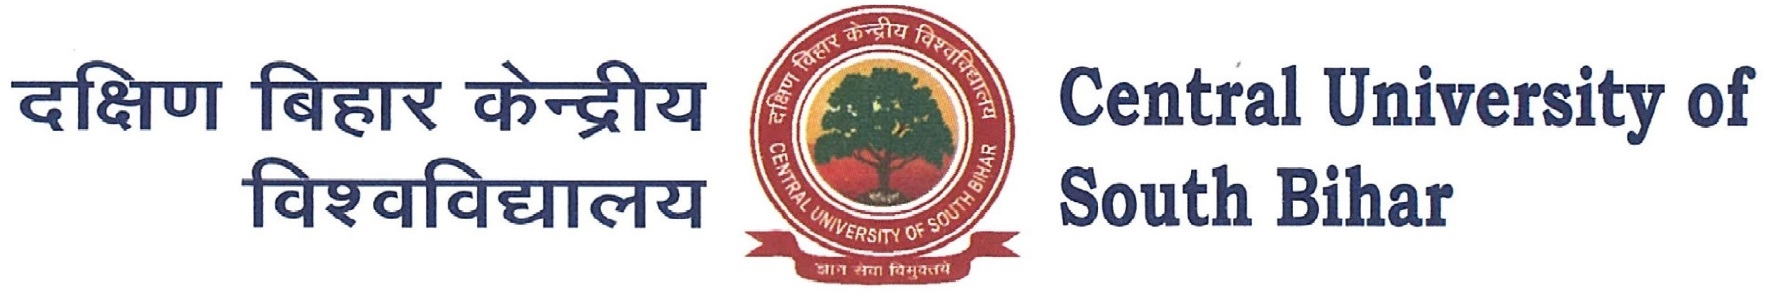 दक्षिण बिहार केन्द्रीय
विश्वविद्यालय
दक्षिण बिहार केन्द्रीय विश्वविद्यालय
CENTRAL UNIVERSITY OF SOUTH BIHAR
ज्ञान सेवा विमुक्तये
Central University of
South Bihar